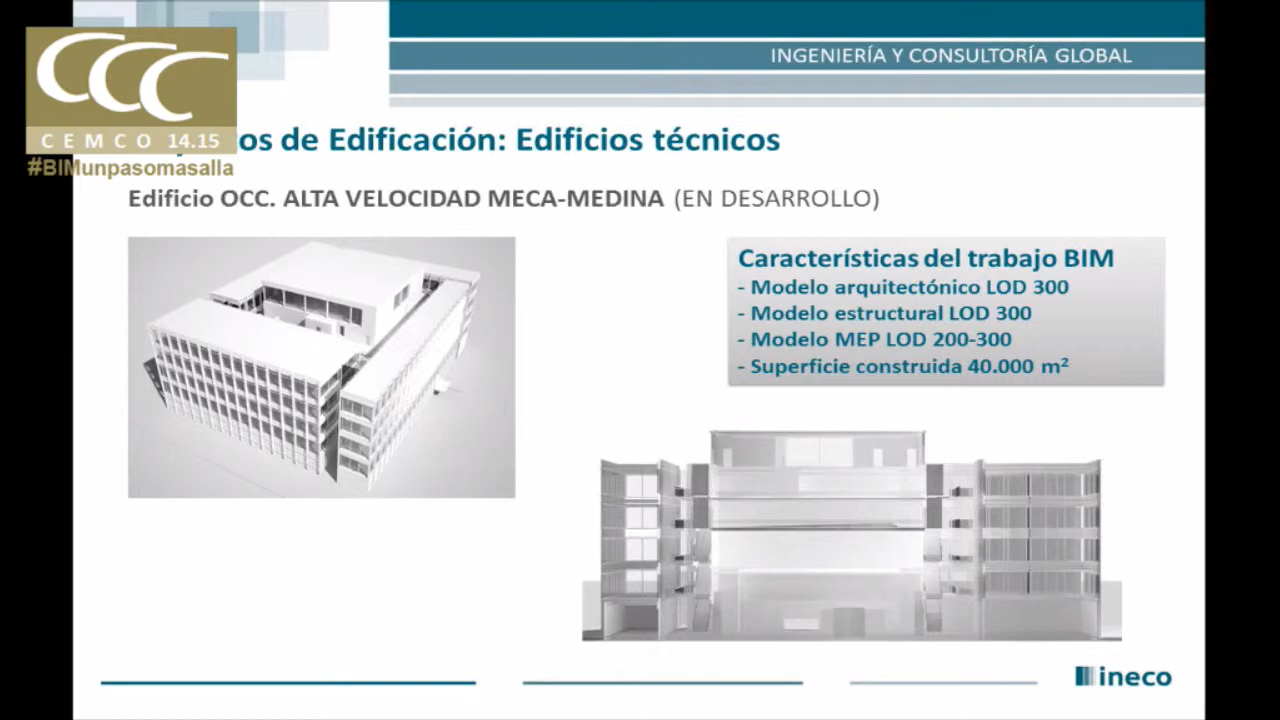 INGENIERÍA Y CONSULTORÍA GLOBAL
CCC
CEMCO 14.15
#BIMunpasomasalla
de Edificación: Edificios técnicos
Edificio OCC. ALTA VELOCIDAD MECA-MEDINA (EN DESARROLLO)
Características del trabajo BIM
- Modelo arquitectónico LOD 300
- Modelo estructural LOD 300
- Modelo MEP LOD 200-300
- Superficie construida 40.000 m²
ineco